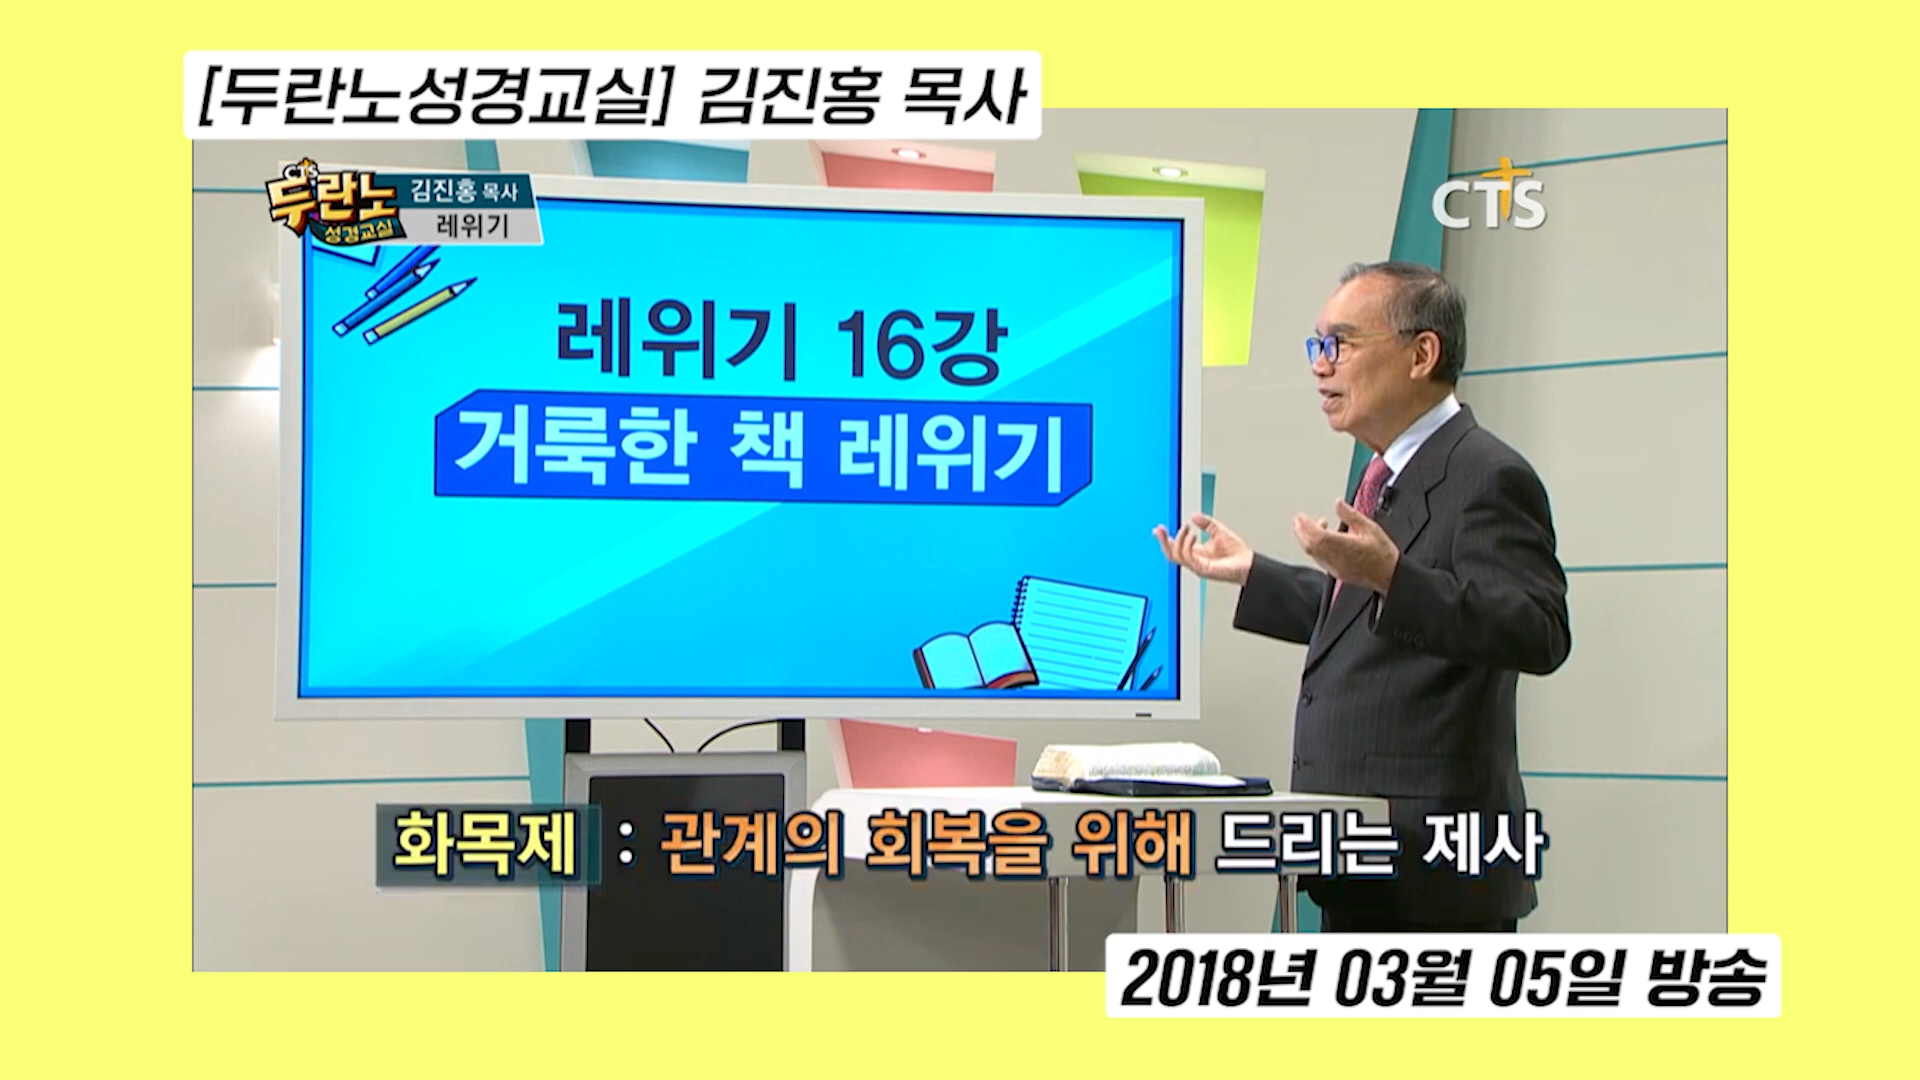 [두란노성경교실] 김진홍 목사
CTS
두란노
성경교실
김진홍 목사
레위기
CTS
레위기 16강
거룩한 책 레위기
화목제 : 관계의 회복을 위해 드리는 제사
2018년 03월 05일 방송